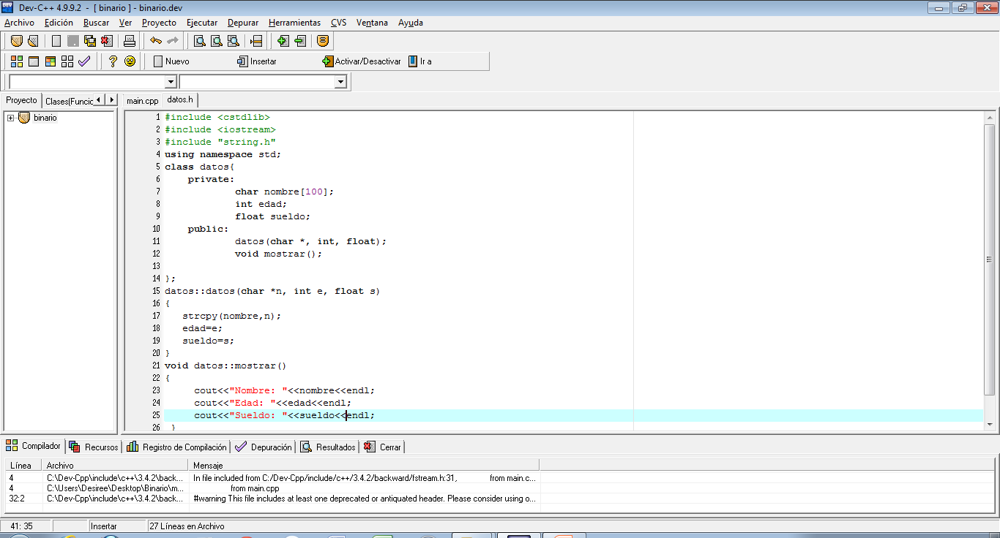 Dev-C++ 4.9.9.2 - [ binario ] - binario.dev
Archivo Edición Buscar Ver Proyecto Ejecutar Depurar Herramientas CVS Ventana Ayuda
Nuevo Insertar Activar/Desactivar Ir a
Proyecto Clases(Funcic main.cpp datos.h
binario
1 #include <cstdlib>
2 #include <iostream>
3 #include "string.h"
4 using namespace std;
5 class datos{
6 private:
7 char nombre[100];
8 int edad;
9 float sueldo;
10 public:
11 datos(char *, int, float);
12 void mostrar();
13
14 };
15 datos::datos(char *n, int e, float s)
16 {
17 strcpy(nombre,n);
18 edad=e;
19 sueldo=s;
20 }
21 void datos::mostrar()
22 {
23 cout<<"Nombre: "<<nombre<<endl;
24 cout<<"Edad: "<<edad<<endl;
25 cout<<"Sueldo: "<<sueldo<<endl;
26 }
Compilador Recursos Registro de Compilación Depuración Resultados Cerrar
Línea Archivo Mensaje
4 C:\Dev-Cpp\include\c++\3.4.2\back... In file included from C:/Dev-Cpp/include/c++/3.4.2/backward/fstream.h:31, from main.c...
4 C:\Users\Desiree\Desktop\Binario\m... from main.cpp
32:2 C:\Dev-Cpp\include\c++\3.4.2\back... #warning This file includes at least one deprecated or antiquated header. Please consider using o...
41: 35 Insertar 27 Líneas en Archivo